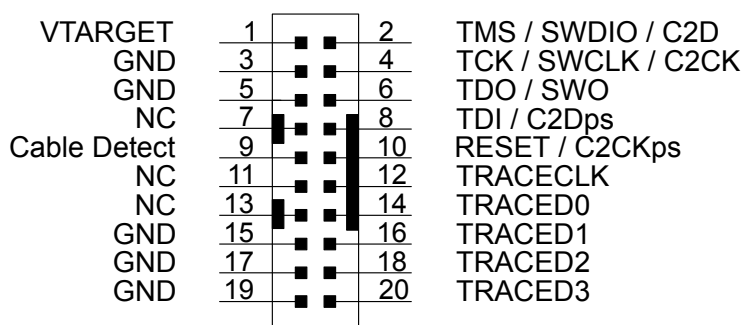 VTARGET 1 2 TMS / SWDIO / C2D
GND 3 4 TCK / SWCLK / C2CK
GND 5 6 TDO / SWO
NC 7 8 TDI / C2Dps
Cable Detect 9 10 RESET / C2CKps
NC 11 12 TRACECLK
NC 13 14 TRACED0
GND 15 16 TRACED1
GND 17 18 TRACED2
GND 19 20 TRACED3